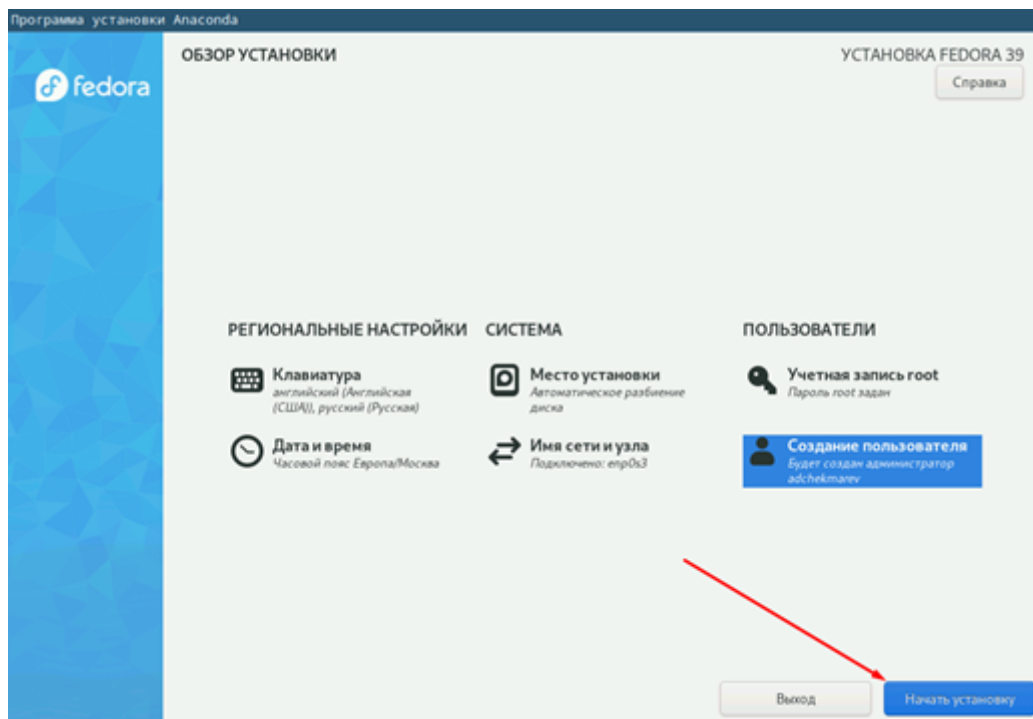 Программа установки Anaconda
fedora
ОБЗОР УСТАНОВКИ
УСТАНОВКА FEDORA 39
Справка
РЕГИОНАЛЬНЫЕ НАСТРОЙКИ
Клавиатура
английский (Английская
(США)), русский (Русская)
Дата и время
Часовой пояс Европа/Москва
СИСТЕМА
Место установки
Автоматическое разбиение
диска
Имя сети и узла
Подключено: enp0s3
ПОЛЬЗОВАТЕЛИ
Учетная запись root
Пароль root задан
Создание пользователя
Будет создан администратор
adchekmarev
Выход
Начать установку